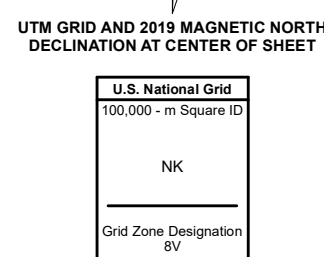 UTM GRID AND 2019 MAGNETIC NORTH
DECLINATION AT CENTER OF SHEET
U.S. National Grid
100,000 - m Square ID
NK
Grid Zone Designation
8V